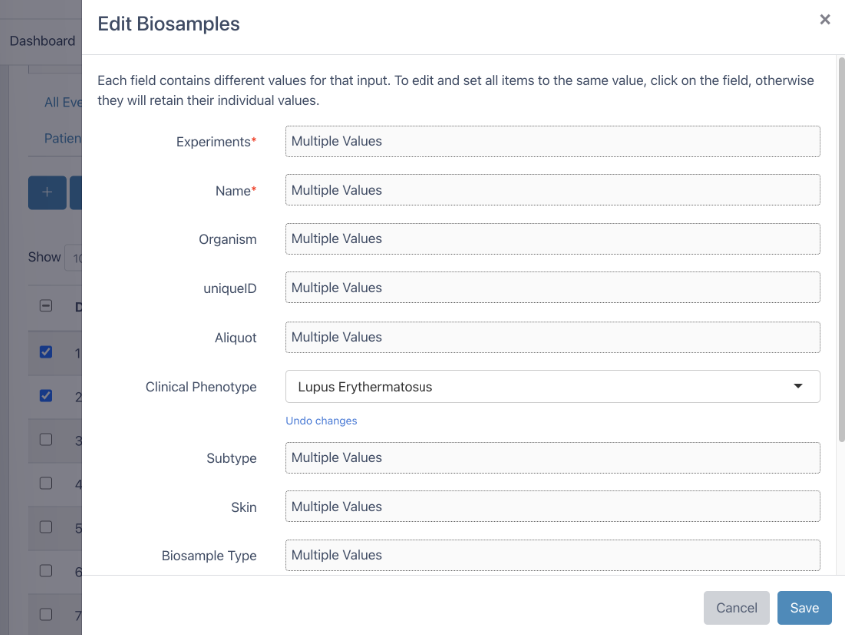 Edit Biosamples
×
Dashboard
Each field contains different values for that input. To edit and set all items to the same value, click on the field, otherwise
they will retain their individual values.
All Eve
Patien
Experiments* Multiple Values
Name* Multiple Values
+
Organism Multiple Values
Show 10
uniqueID Multiple Values
D
Aliquot Multiple Values
1
Clinical Phenotype Lupus Erythermatosus
2
Undo changes
3
Subtype Multiple Values
4
Skin Multiple Values
5
Biosample Type Multiple Values
6
7
Cancel Save